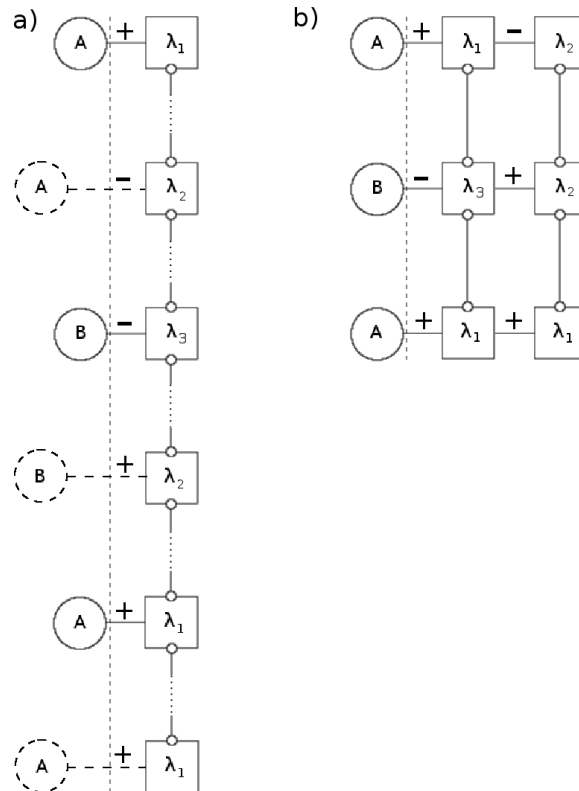 a)
A + λ₁
A − λ₂
B − λ₃
B + λ₂
A + λ₁
A + λ₁
b)
A + λ₁ − λ₂
B − λ₃ + λ₂
A + λ₁ + λ₁